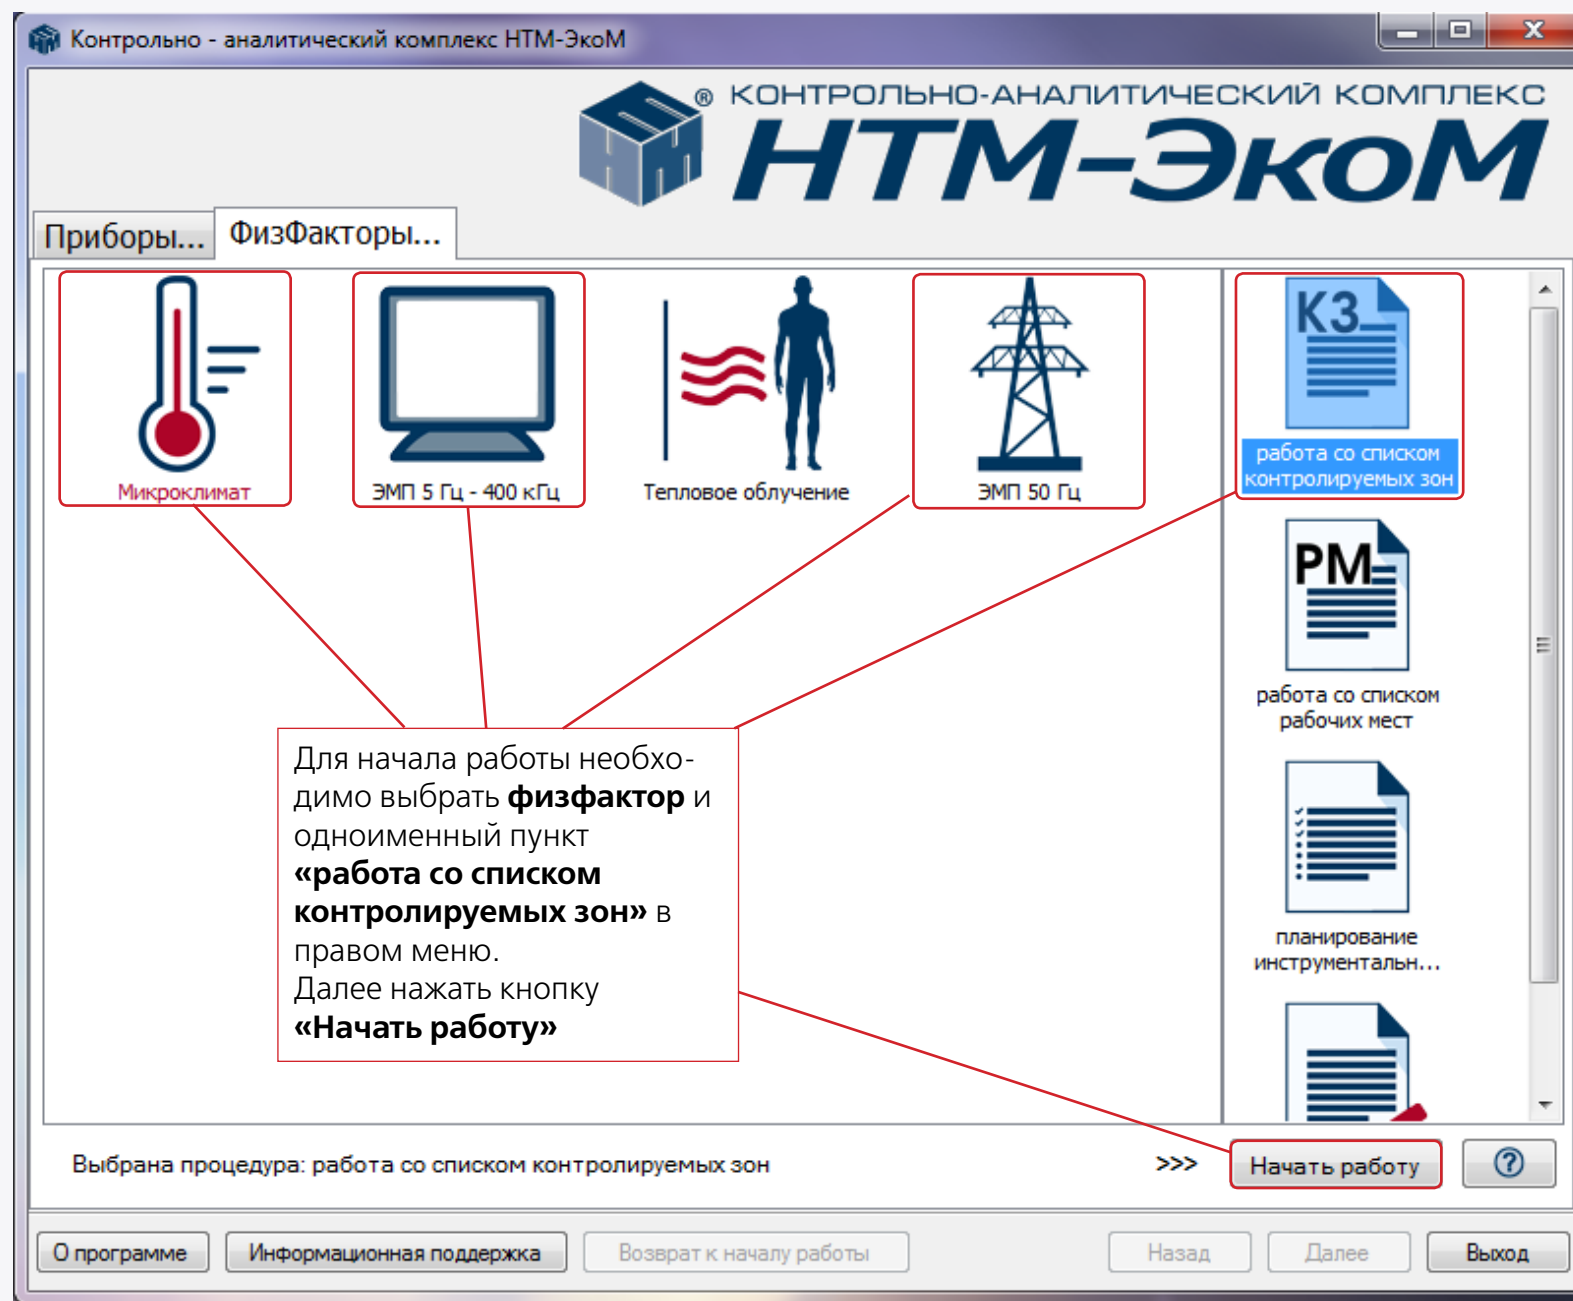 Контрольно - аналитический комплекс НТМ-ЭкоМ
® КОНТРОЛЬНО-АНАЛИТИЧЕСКИЙ КОМПЛЕКС
НТМ-ЭкоМ
Приборы...
ФизФакторы...
Микроклимат
ЭМП 5 Гц - 400 кГц
Тепловое облучение
ЭМП 50 Гц
КЗ
работа со списком
контролируемых зон
РМ
работа со списком
рабочих мест
планирование
инструментальн...
Для начала работы необхо-
димо выбрать физфактор и
одноименный пункт
«работа со списком
контролируемых зон» в
правом меню.
Далее нажать кнопку
«Начать работу»
Выбрана процедура: работа со списком контролируемых зон
>>>
Начать работу
?
О программе
Информационная поддержка
Возврат к началу работы
Назад
Далее
Выход